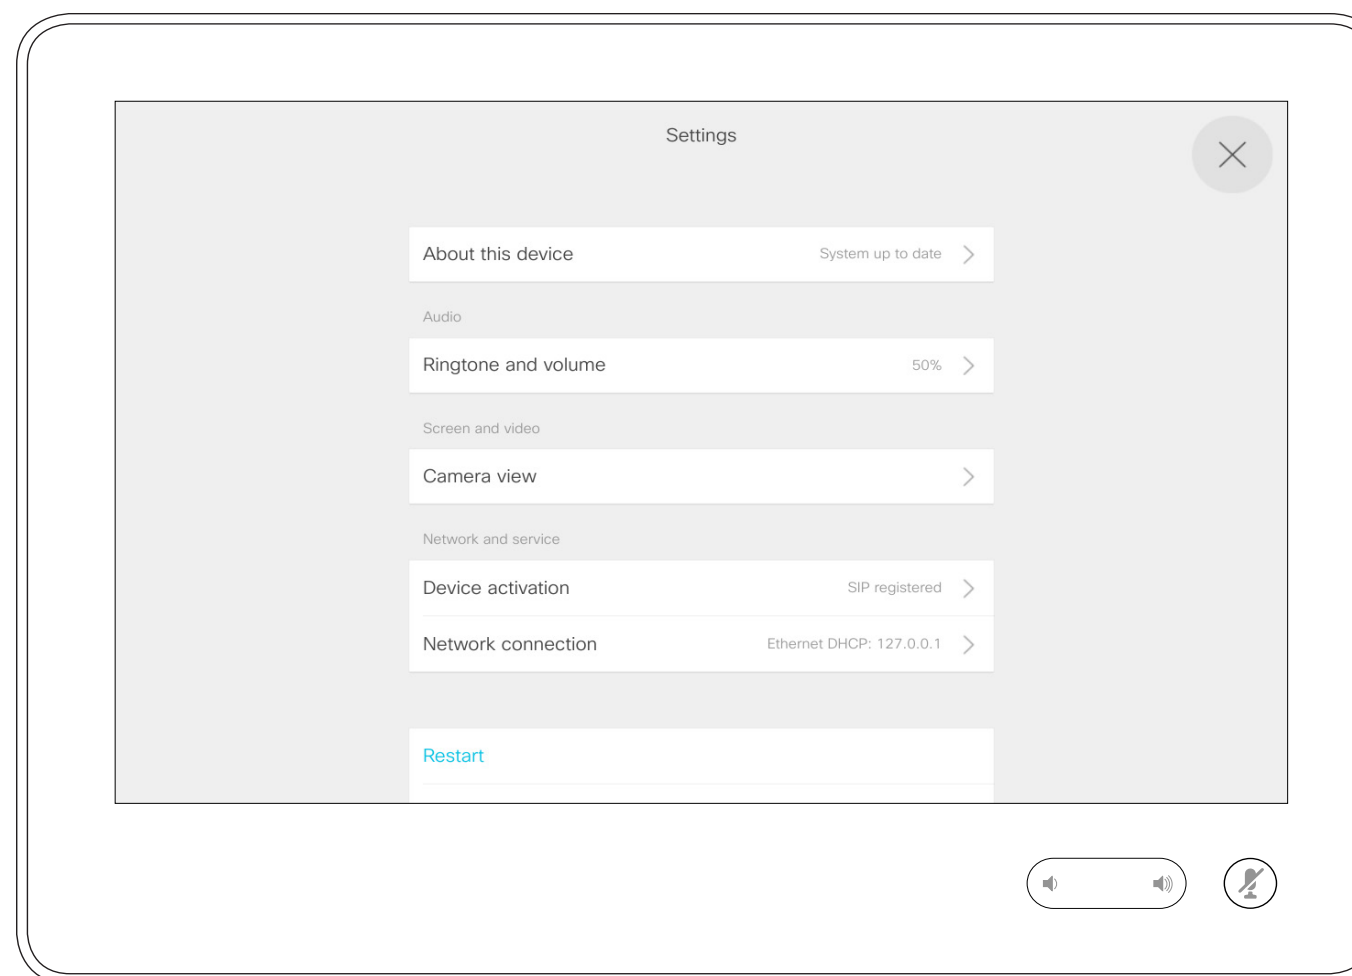 Settings
About this device System up to date
Audio
Ringtone and volume 50%
Screen and video
Camera view
Network and service
Device activation SIP registered
Network connection Ethernet DHCP: 127.0.0.1
Restart